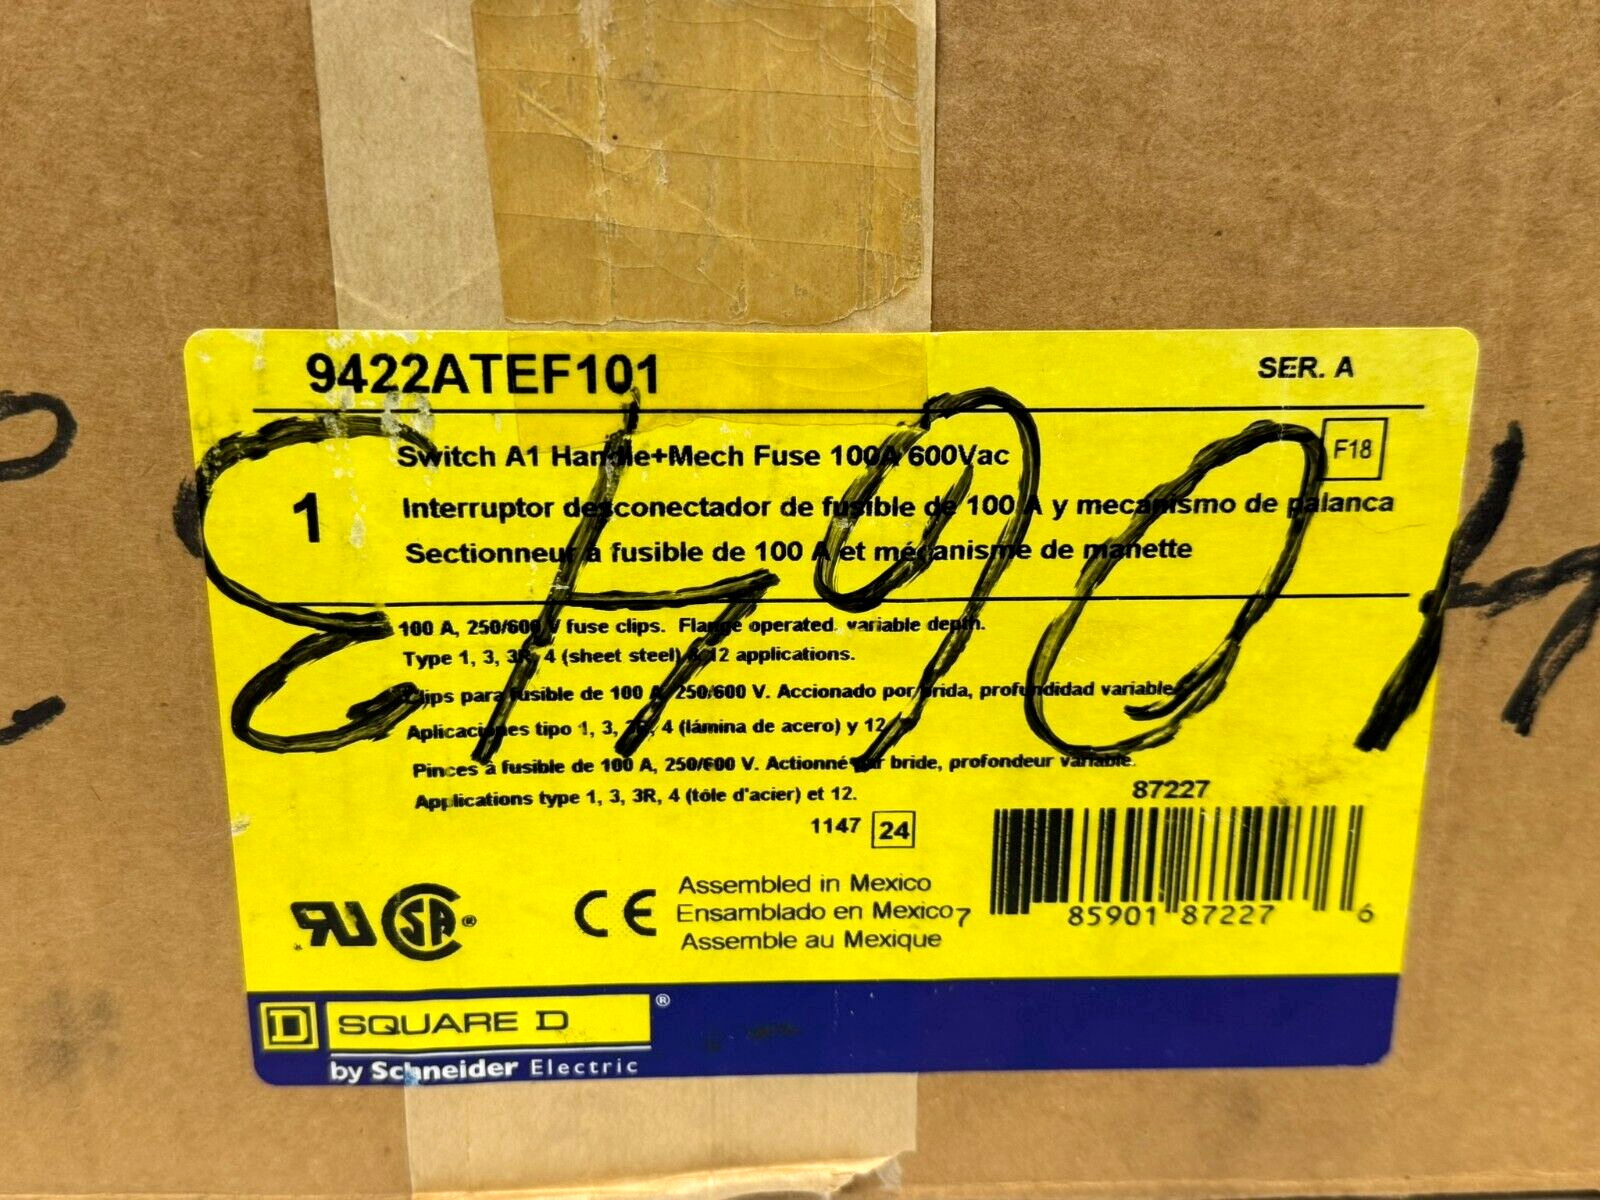 9422ATEF101
SER. A
F18
1
Switch A1 Handle+Mech Fuse 100A 600Vac
Interruptor desconectador de fusible de 100 A y mecanismo de palanca
Sectionneur à fusible de 100 A et mécanisme de manette
100 A, 250/600 V fuse clips. Flange operated, variable depth.
Type 1, 3, 3R, 4 (sheet steel) & 12 applications.
Clips para fusible de 100 A, 250/600 V. Accionado por brida, profundidad variable.
Aplicaciones tipo 1, 3, 3R, 4 (lámina de acero) y 12.
Pinces à fusible de 100 A, 250/600 V. Actionné par bride, profondeur variable.
Applications type 1, 3, 3R, 4 (tôle d'acier) et 12.
1147 24
87227
7 85901 87227 6
Assembled in Mexico
Ensamblado en Mexico
Assemble au Mexique
SA®
CE
D SQUARE D®
by Schneider Electric